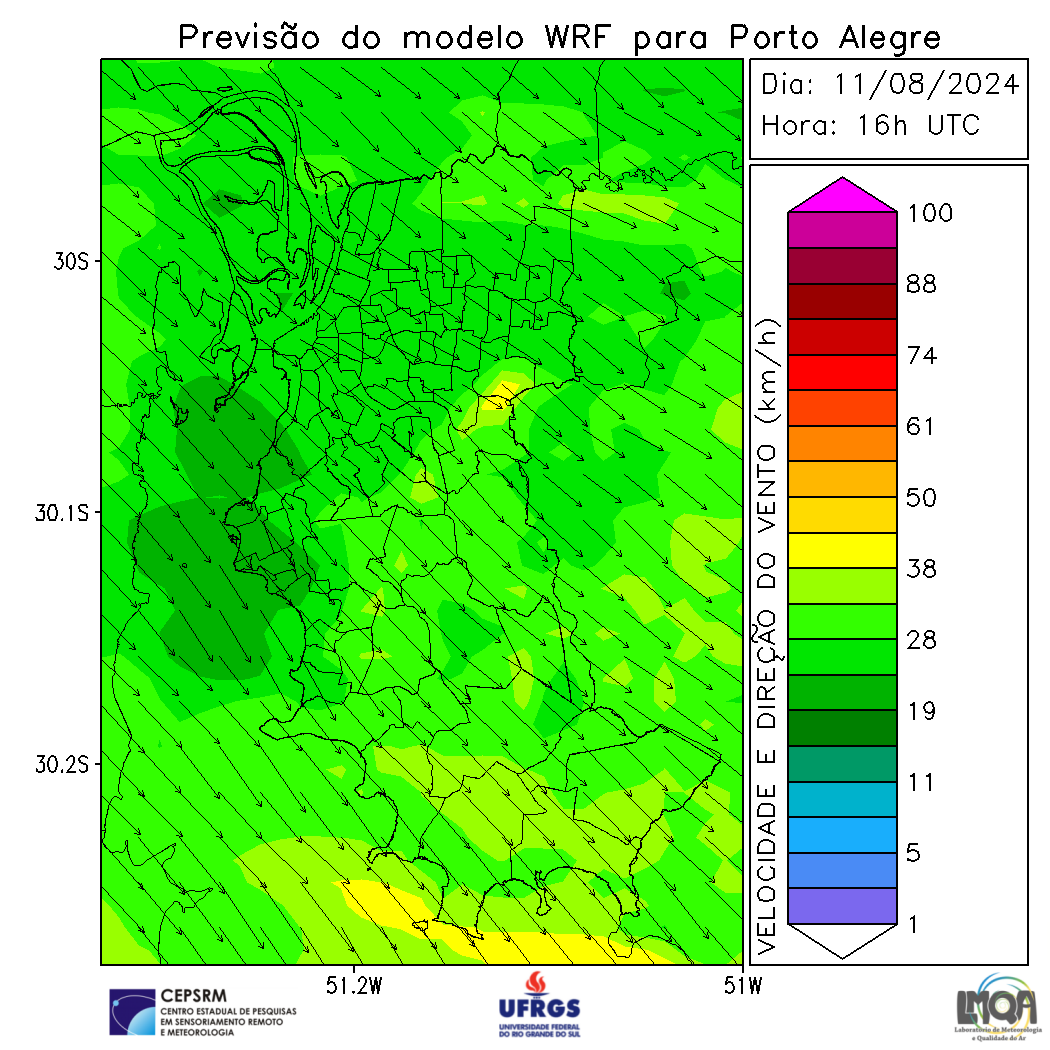 Previsão do modelo WRF para Porto Alegre
Dia: 11/08/2024
Hora: 16h UTC
30S
30.1S
30.2S
51.2W
51W
VELOCIDADE E DIREÇÃO DO VENTO (km/h)
100
88
74
61
50
38
28
19
11
5
1
CEPSRM
CENTRO ESTADUAL DE PESQUISAS
EM SENSORIAMENTO REMOTO
E METEOROLOGIA
UFRGS
UNIVERSIDADE FEDERAL
DO RIO GRANDE DO SUL
LMQA
Laboratório de Meteorologia
e Qualidade do Ar